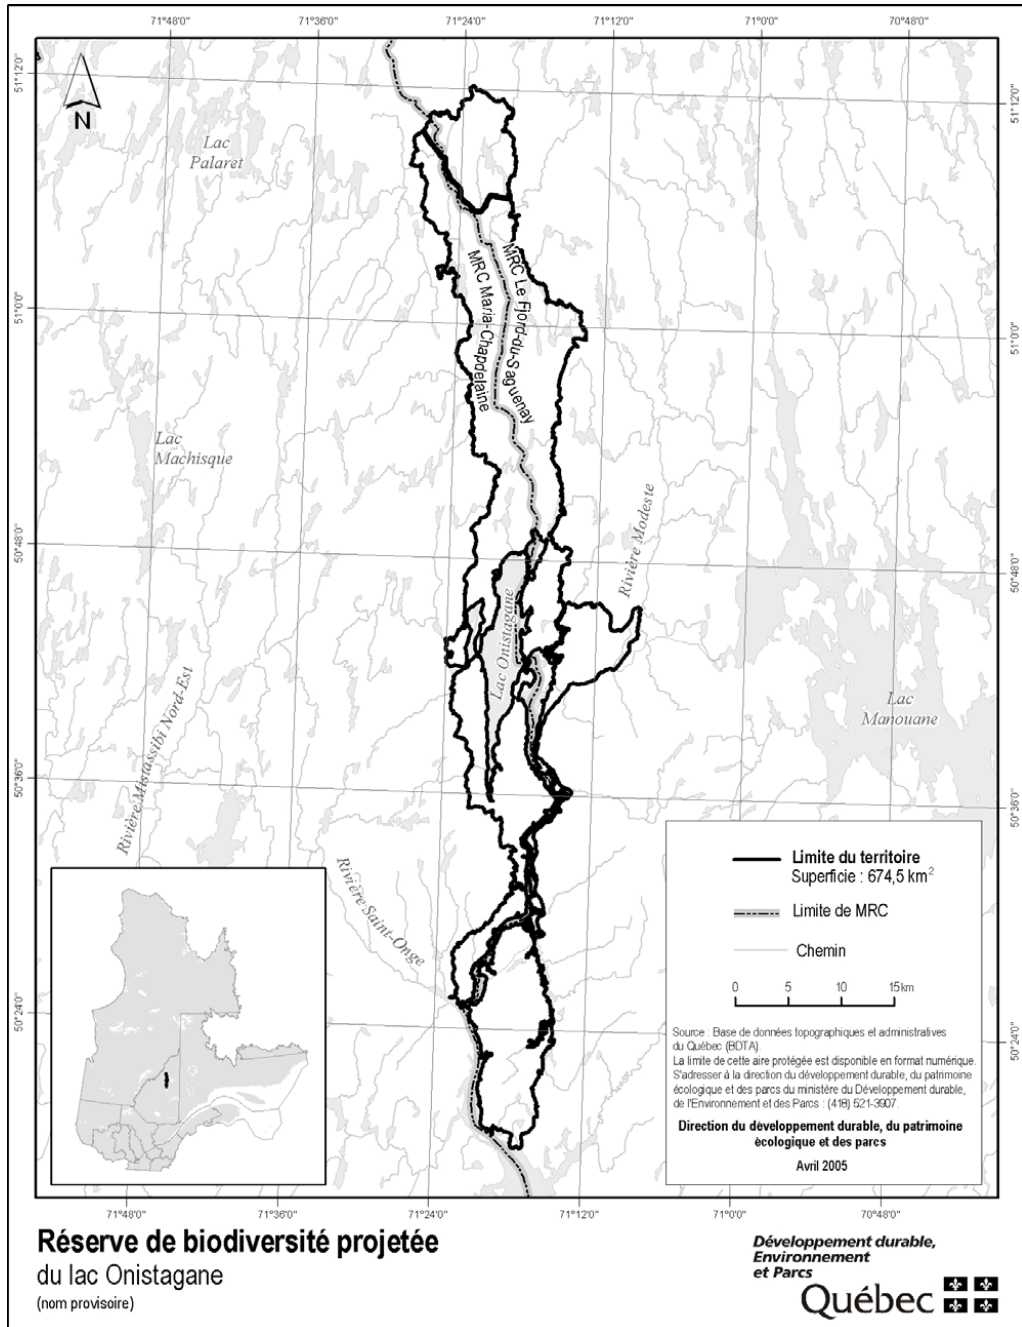 71°48'0"
71°36'0"
71°24'0"
71°12'0"
71°0'0"
70°48'0"
51°12'0"
51°12'0"
N
Lac
Palaret
MRC Le Fjord-du-Saguenay
MRC Maria-Chapdelaine
51°0'0"
51°0'0"
Lac
Machisque
Rivière Modeste
50°48'0"
50°48'0"
Lac Onistagane
Lac
Manouane
Rivière Mistassibi Nord-Est
50°36'0"
50°36'0"
Rivière Saint-Onge
Limite du territoire
Superficie : 674,5 km²
Limite de MRC
Chemin
0 5 10 15 km
50°24'0"
50°24'0"
Source : Base de données topographiques et administratives
du Québec (BDTA).
La limite de cette aire protégée est disponible en format numérique.
S'adresser à la direction du développement durable, du patrimoine
écologique et des parcs du ministère du Développement durable,
de l'Environnement et des Parcs : (418) 521-3907.
Direction du développement durable, du patrimoine
écologique et des parcs
Avril 2005
71°48'0"
71°36'0"
71°24'0"
71°12'0"
71°0'0"
70°48'0"
Réserve de biodiversité projetée
du lac Onistagane
(nom provisoire)
Développement durable,
Environnement
et Parcs
Québec